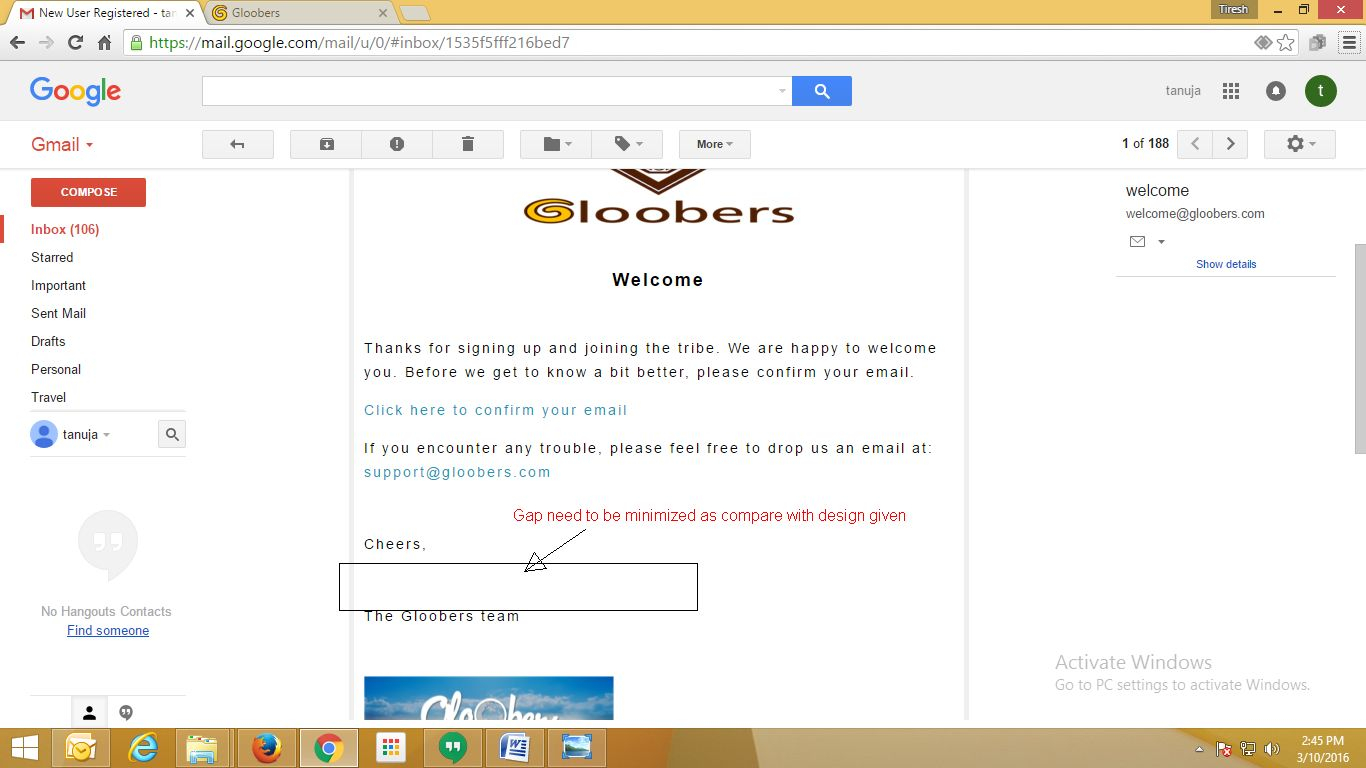 New User Registered - tan
Gloobers
Tiresh
https://mail.google.com/mail/u/0/#inbox/1535f5fff216bed7
Google
tanuja
t
Gmail
More
1 of 188
COMPOSE
Inbox (106)
Starred
Important
Sent Mail
Drafts
Personal
Travel
tanuja
No Hangouts Contacts
Find someone
Gloobers
Welcome
Thanks for signing up and joining the tribe. We are happy to welcome
you. Before we get to know a bit better, please confirm your email.
Click here to confirm your email
If you encounter any trouble, please feel free to drop us an email at:
support@gloobers.com
Gap need to be minimized as compare with design given
Cheers,
The Gloobers team
welcome
welcome@gloobers.com
Show details
Activate Windows
Go to PC settings to activate Windows.
2:45 PM
3/10/2016